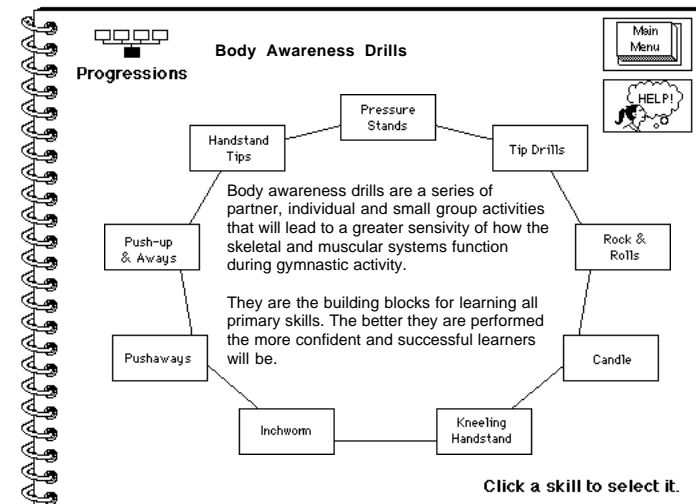 Progressions
Body Awareness Drills
Main
Menu
HELP!
Pressure
Stands
Handstand
Tips
Tip Drills
Body awareness drills are a series of
partner, individual and small group activities
that will lead to a greater sensivity of how the
skeletal and muscular systems function
during gymnastic activity.
Push-up
& Aways
Rock &
Rolls
They are the building blocks for learning all
primary skills. The better they are performed
the more confident and successful learners
will be.
Pushaways
Candle
Inchworm
Kneeling
Handstand
Click a skill to select it.